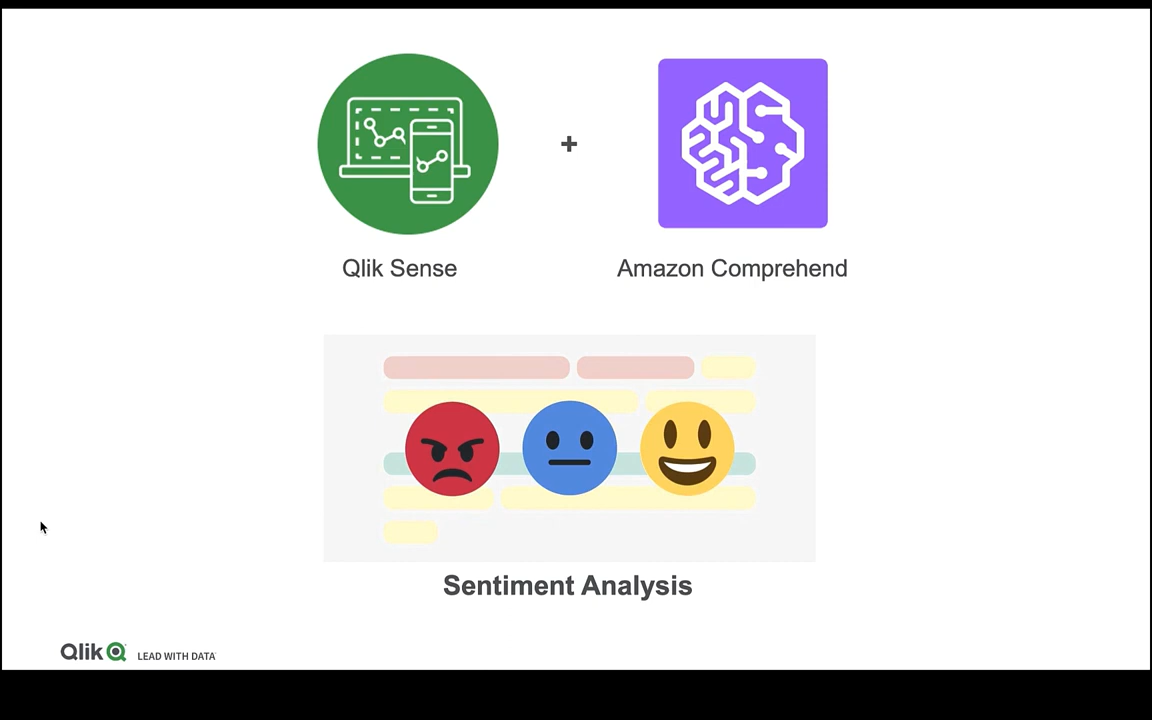 +
Qlik Sense
Amazon Comprehend
Sentiment Analysis
Qlik LEAD WITH DATA